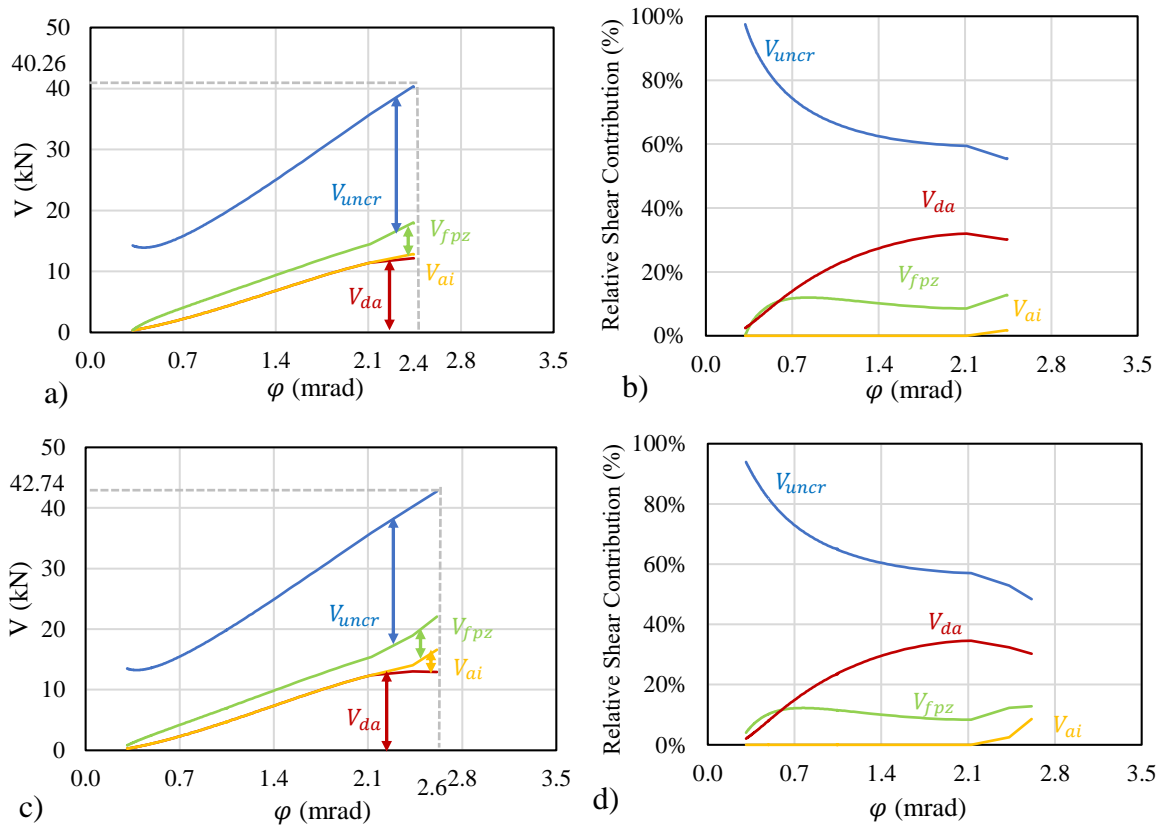 50
40.26
40
30
20
10
0
V (kN)
V_uncr
V_fpz
V_ai
V_da
0.0 0.7 1.4 2.1 2.4 2.8 3.5
φ (mrad)
a)
100%
80%
60%
40%
20%
0%
Relative Shear Contribution (%)
V_uncr
V_da
V_fpz
V_ai
0.0 0.7 1.4 2.1 2.8 3.5
φ (mrad)
b)
50
42.74
40
30
20
10
0
V (kN)
V_uncr
V_fpz
V_ai
V_da
0.0 0.7 1.4 2.1 2.6 2.8 3.5
φ (mrad)
c)
100%
80%
60%
40%
20%
0%
Relative Shear Contribution (%)
V_uncr
V_da
V_fpz
V_ai
0.0 0.7 1.4 2.1 2.8 3.5
φ (mrad)
d)